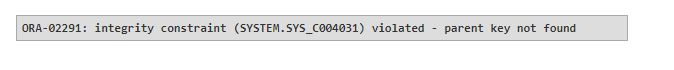 ORA-02291: integrity constraint (SYSTEM.SYS_C004031) violated - parent key not found